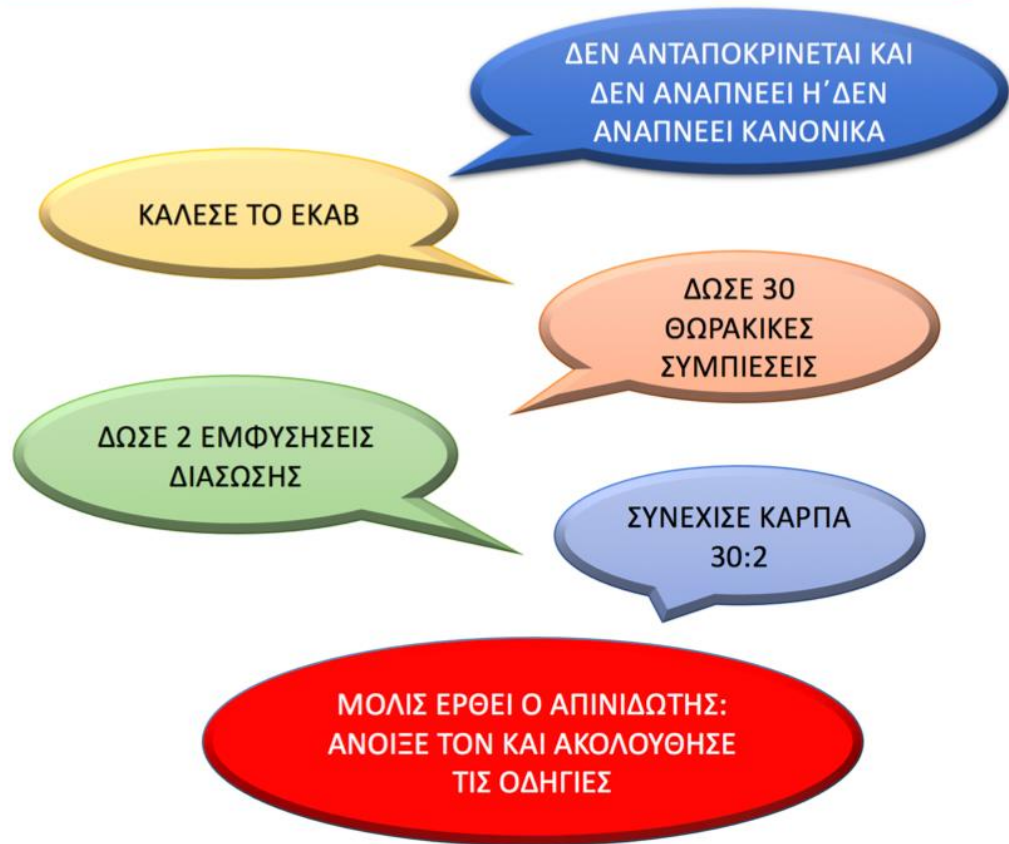 ΔΕΝ ΑΝΤΑΠΟΚΡΙΝΕΤΑΙ ΚΑΙ
ΔΕΝ ΑΝΑΠΝΕΕΙ Η΄ΔΕΝ
ΑΝΑΠΝΕΕΙ ΚΑΝΟΝΙΚΑ
ΚΑΛΕΣΕ ΤΟ ΕΚΑΒ
ΔΩΣΕ 30
ΘΩΡΑΚΙΚΕΣ
ΣΥΜΠΙΕΣΕΙΣ
ΔΩΣΕ 2 ΕΜΦΥΣΗΣΕΙΣ
ΔΙΑΣΩΣΗΣ
ΣΥΝΕΧΙΣΕ ΚΑΡΠΑ
30:2
ΜΟΛΙΣ ΕΡΘΕΙ Ο ΑΠΙΝΙΔΩΤΗΣ:
ΑΝΟΙΞΕ ΤΟΝ ΚΑΙ ΑΚΟΛΟΥΘΗΣΕ
ΤΙΣ ΟΔΗΓΙΕΣ